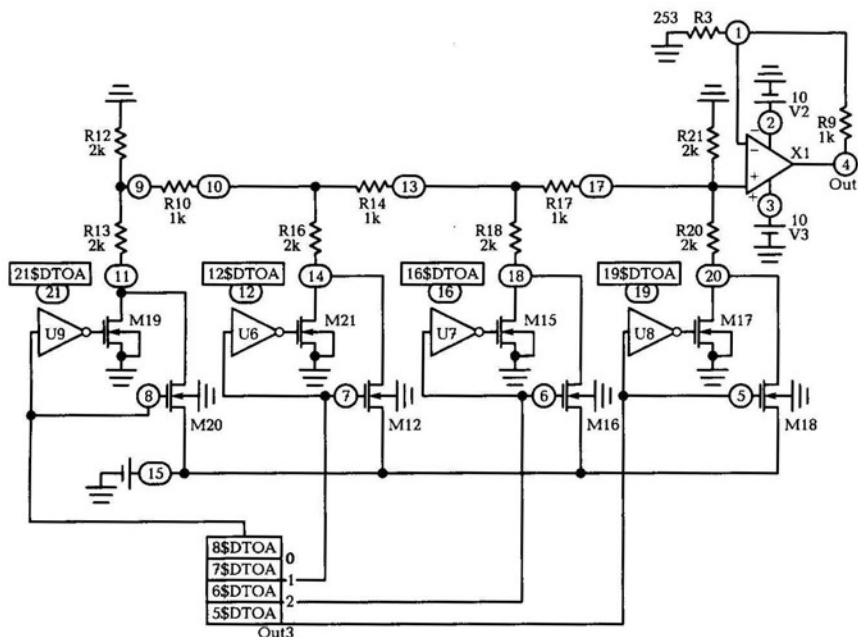 253 R3 1
10
V2
2
R12
2k
R21
2k
R9
1k
X1
4
Out
3
10
V3
9 R10
1k
10
R14
1k
13
R17
1k
17
R13
2k
R16
2k
R18
2k
R20
2k
21$DTOA
21
11
12$DTOA
12
14
16$DTOA
16
18
19$DTOA
19
20
U9
M19
U6
M21
U7
M15
U8
M17
8
M20
7
M12
6
M16
5
M18
15
8$DTOA
0
7$DTOA
1
6$DTOA
2
5$DTOA
Out3